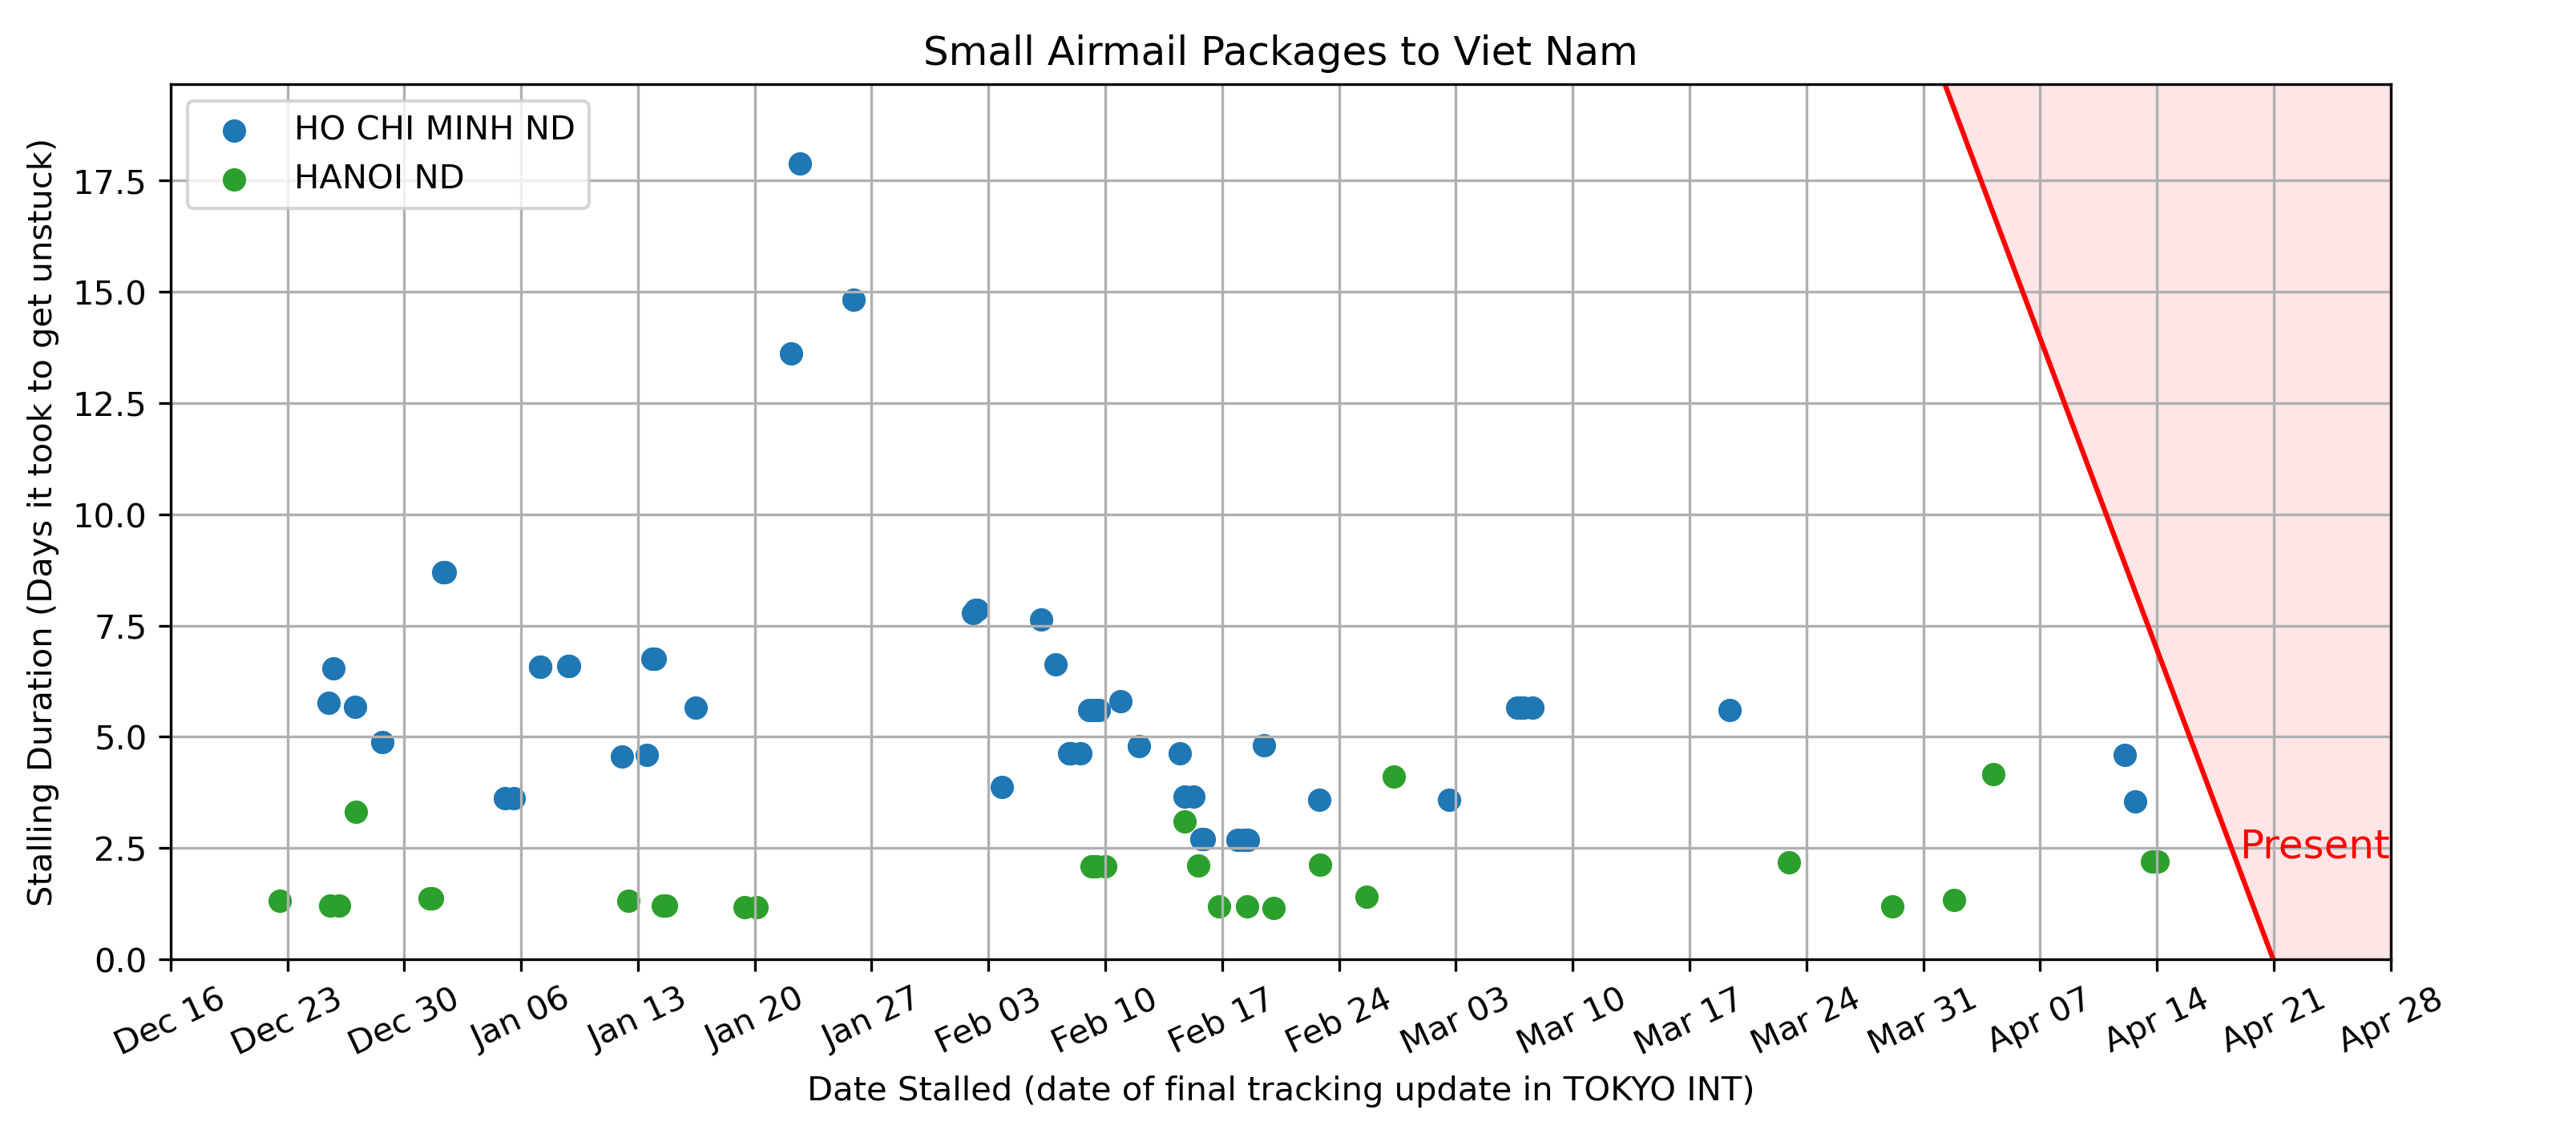 Small Airmail Packages to Viet Nam
HO CHI MINH ND
HANOI ND
Stalling Duration (Days it took to get unstuck)
17.5
15.0
12.5
10.0
7.5
5.0
2.5
0.0
Present
Dec 16
Dec 23
Dec 30
Jan 06
Jan 13
Jan 20
Jan 27
Feb 03
Feb 10
Feb 17
Feb 24
Mar 03
Mar 10
Mar 17
Mar 24
Mar 31
Apr 07
Apr 14
Apr 21
Apr 28
Date Stalled (date of final tracking update in TOKYO INT)